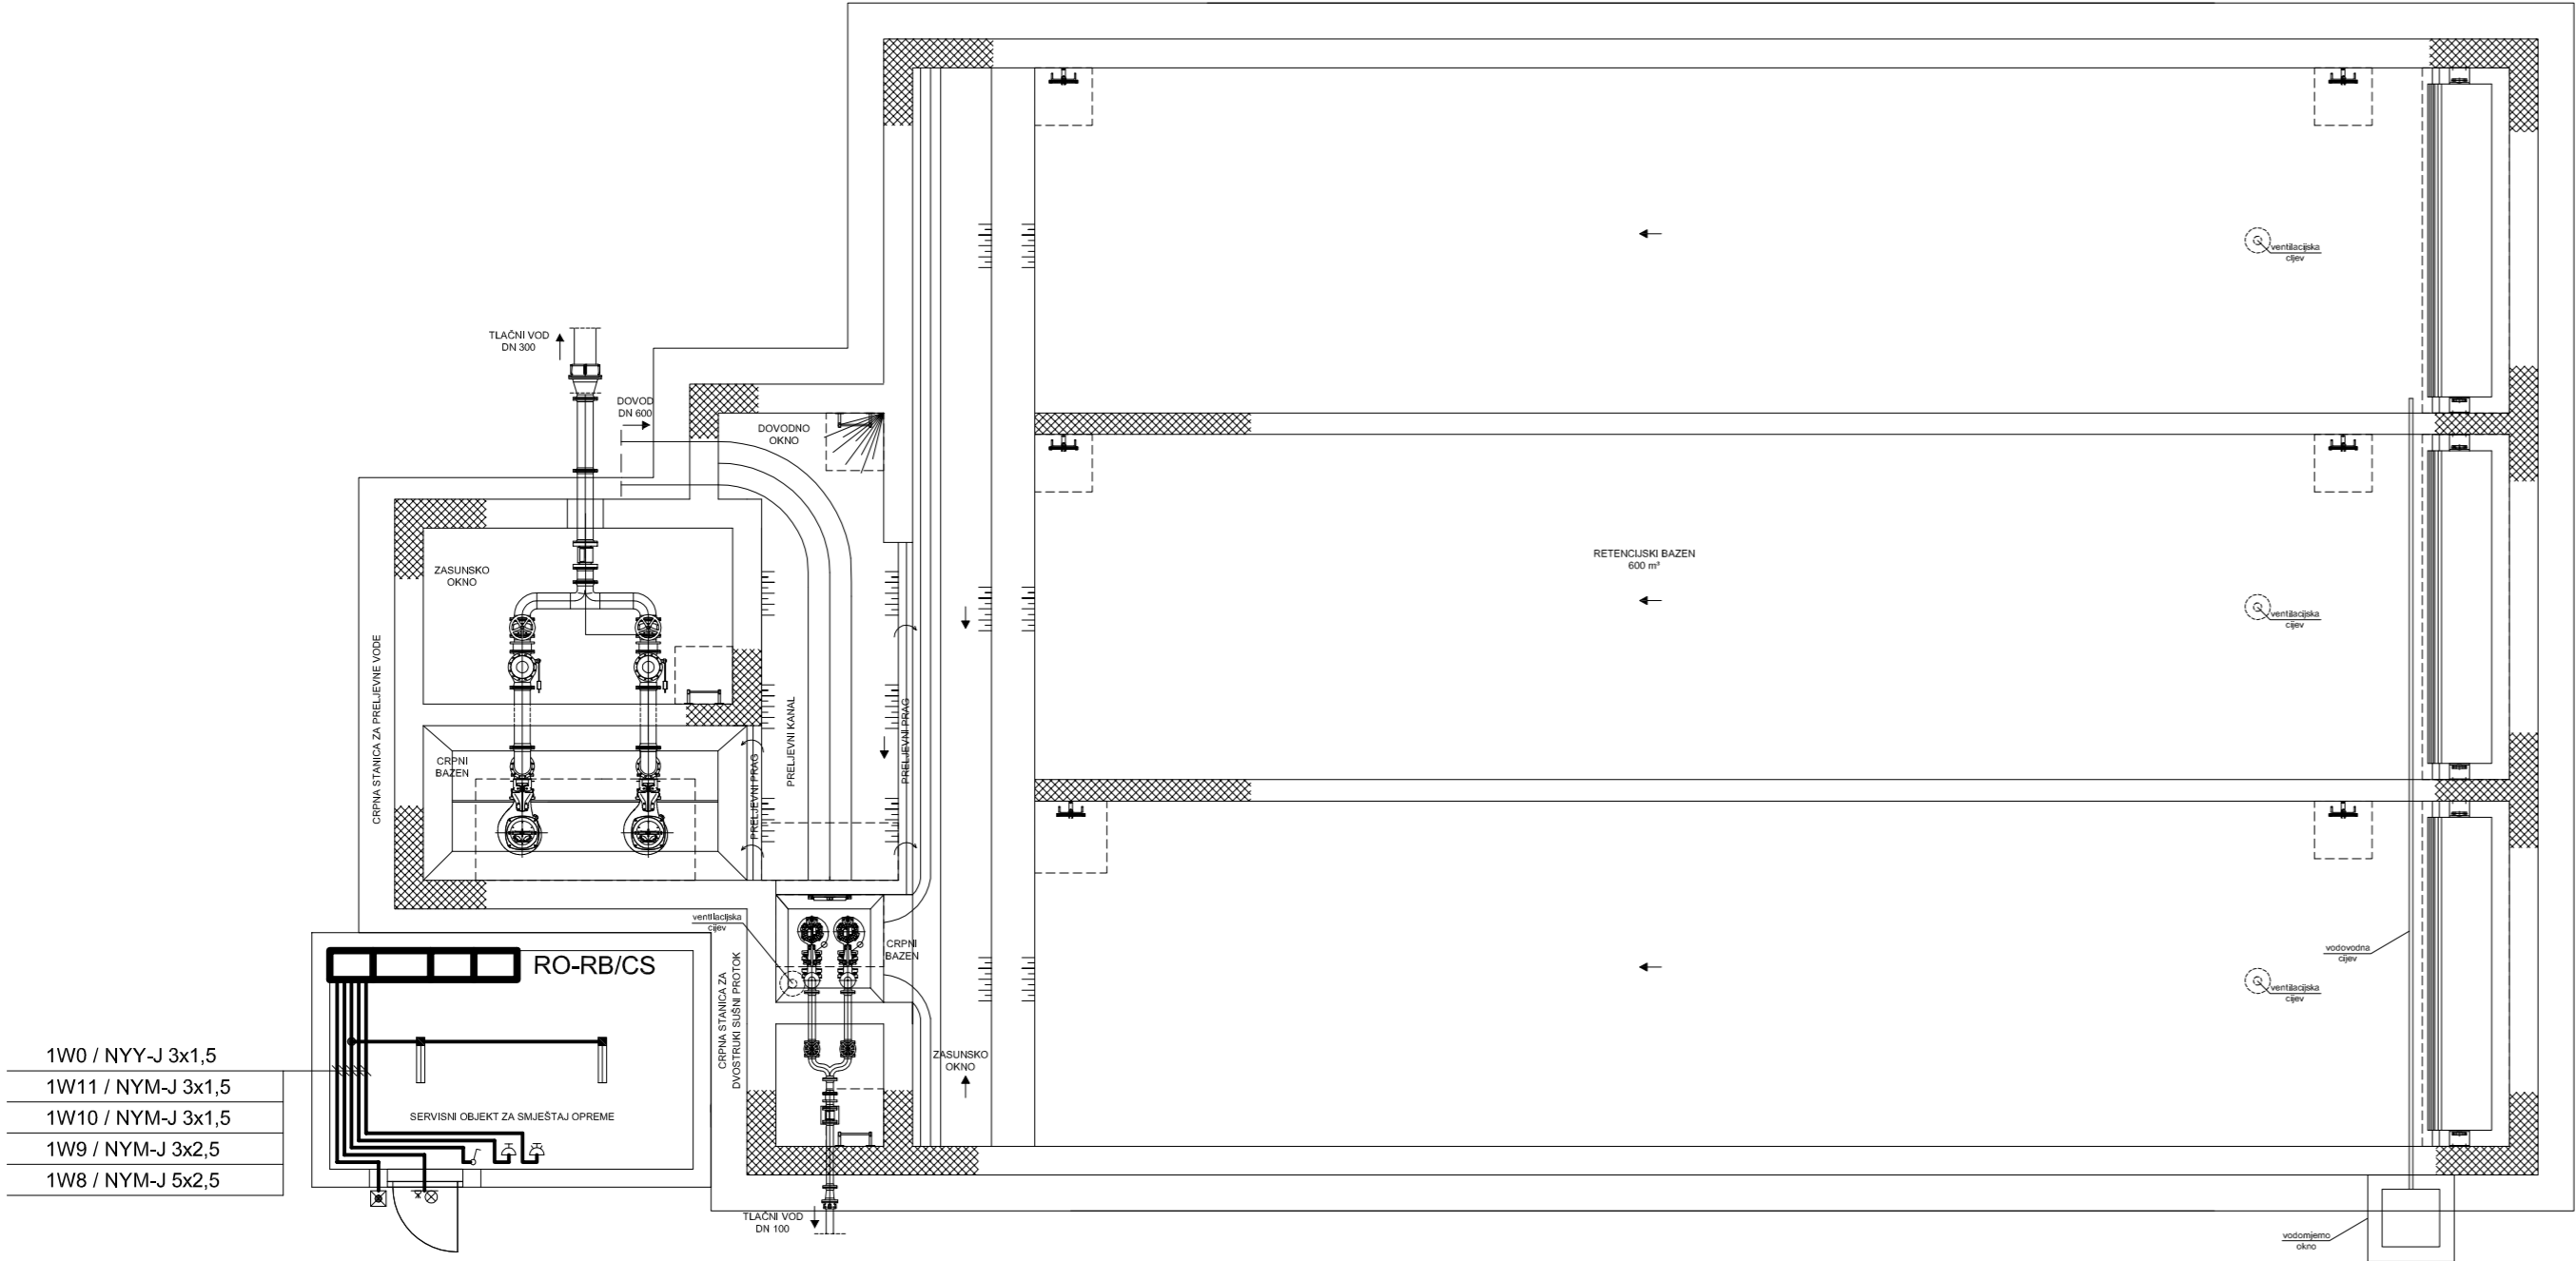 TLAČNI VOD
DN 300
DOVOD
DN 600
DOVODNO
OKNO
ventilacijska
cijev
ZASUNSKO
OKNO
RETENCIJSKI BAZEN
600 m³
ventilacijska
cijev
CRPNA STANICA ZA PRELJEVNE VODE
CRPNI
BAZEN
PRELJEVNI PRAG
PRELJEVNI KANAL
PRELJEVNI PRAG
ventilacijska
cijev
CRPNI
BAZEN
vodovodna
cijev
ventilacijska
cijev
RO-RB/CS
CRPNA STANICA ZA
DVOSTRUKI SUŠNI PROTOK
ZASUNSKO
OKNO
1W0 / NYY-J 3x1,5
1W11 / NYM-J 3x1,5
1W10 / NYM-J 3x1,5
1W9 / NYM-J 3x2,5
1W8 / NYM-J 5x2,5
SERVISNI OBJEKT ZA SMJEŠTAJ OPREME
TLAČNI VOD
DN 100
vodomjerno
okno